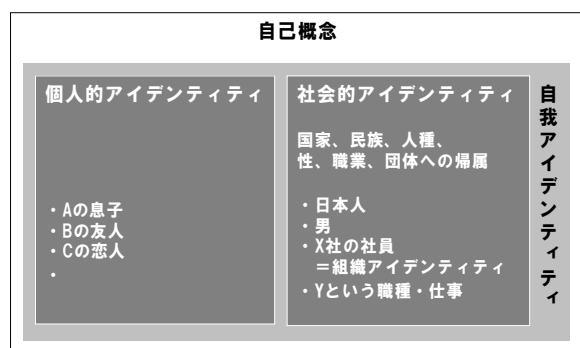 自己概念
個人的アイデンティティ
・Aの息子
・Bの友人
・Cの恋人
・
社会的アイデンティティ
国家、民族、人種、
性、職業、団体への帰属
・日本人
・男
・X社の社員
＝組織アイデンティティ
・Yという職種・仕事
自我アイデンティティ